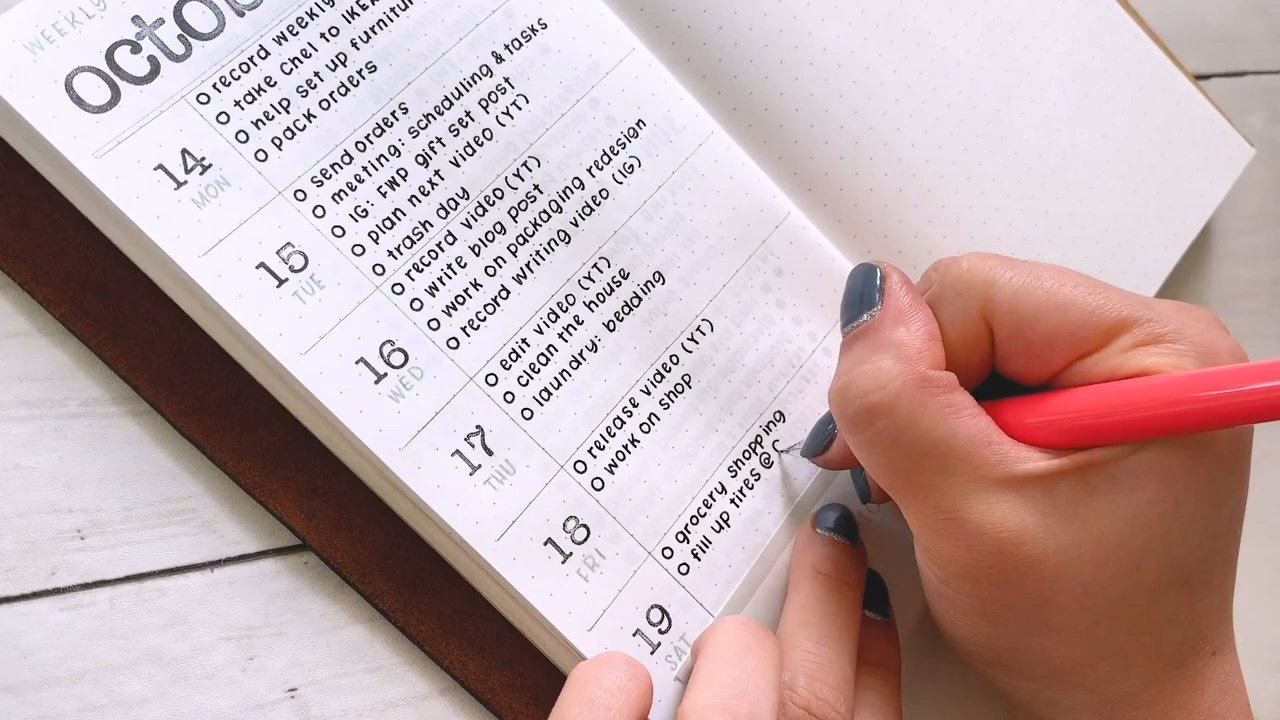 WEEKLY
octob
14
MON
record weekly
take chel to IKEA
help set up furnitur
pack orders
15
TUE
send orders
meeting: scheduling & tasks
IG: FWP gift set post
plan next video (YT)
trash day
16
WED
record video (YT)
write blog post
work on packaging redesign
record writing video (IG)
17
THU
edit video (YT)
clean the house
laundry: bedding
18
FRI
release video (YT)
work on shop
19
SAT
grocery shopping
fill up tires @ c